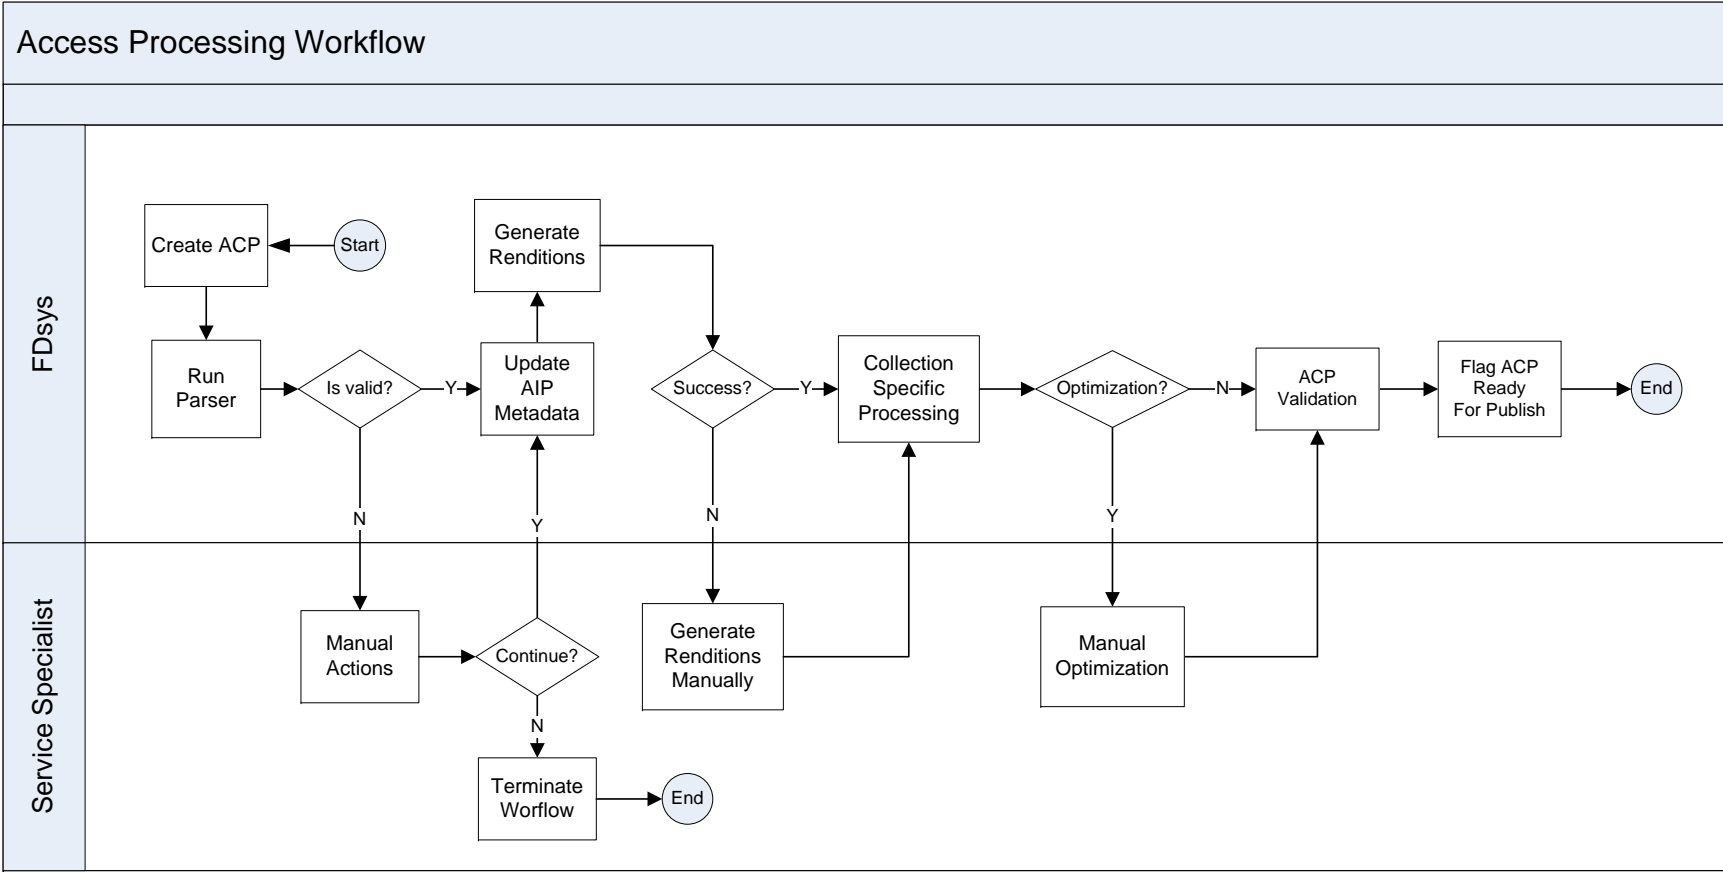 Access Processing Workflow
FDsys
Create ACP
Start
Generate
Renditions
Run
Parser
Is valid?
Y
Update
AIP
Metadata
Success?
Y
Collection
Specific
Processing
Optimization?
N
ACP
Validation
Flag ACP
Ready
For Publish
End
N
Y
N
Y
Service Specialist
Manual
Actions
Continue?
Generate
Renditions
Manually
Manual
Optimization
N
Terminate
Worflow
End